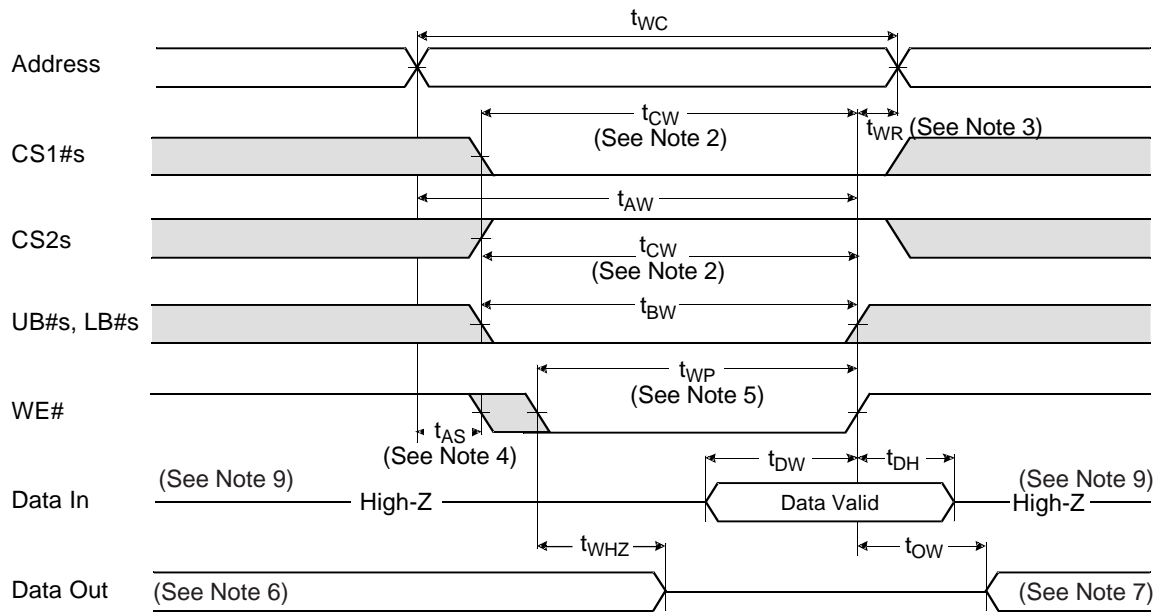 tWC
Address
tCW
(See Note 2)
tWR (See Note 3)
CS1#s
tAW
CS2s
tCW
(See Note 2)
UB#s, LB#s
tBW
tWP
(See Note 5)
WE#
tAS
(See Note 4)
tDW
tDH
(See Note 9)
(See Note 9)
Data In
High-Z
Data Valid
High-Z
tWHZ
tOW
Data Out
(See Note 6)
(See Note 7)